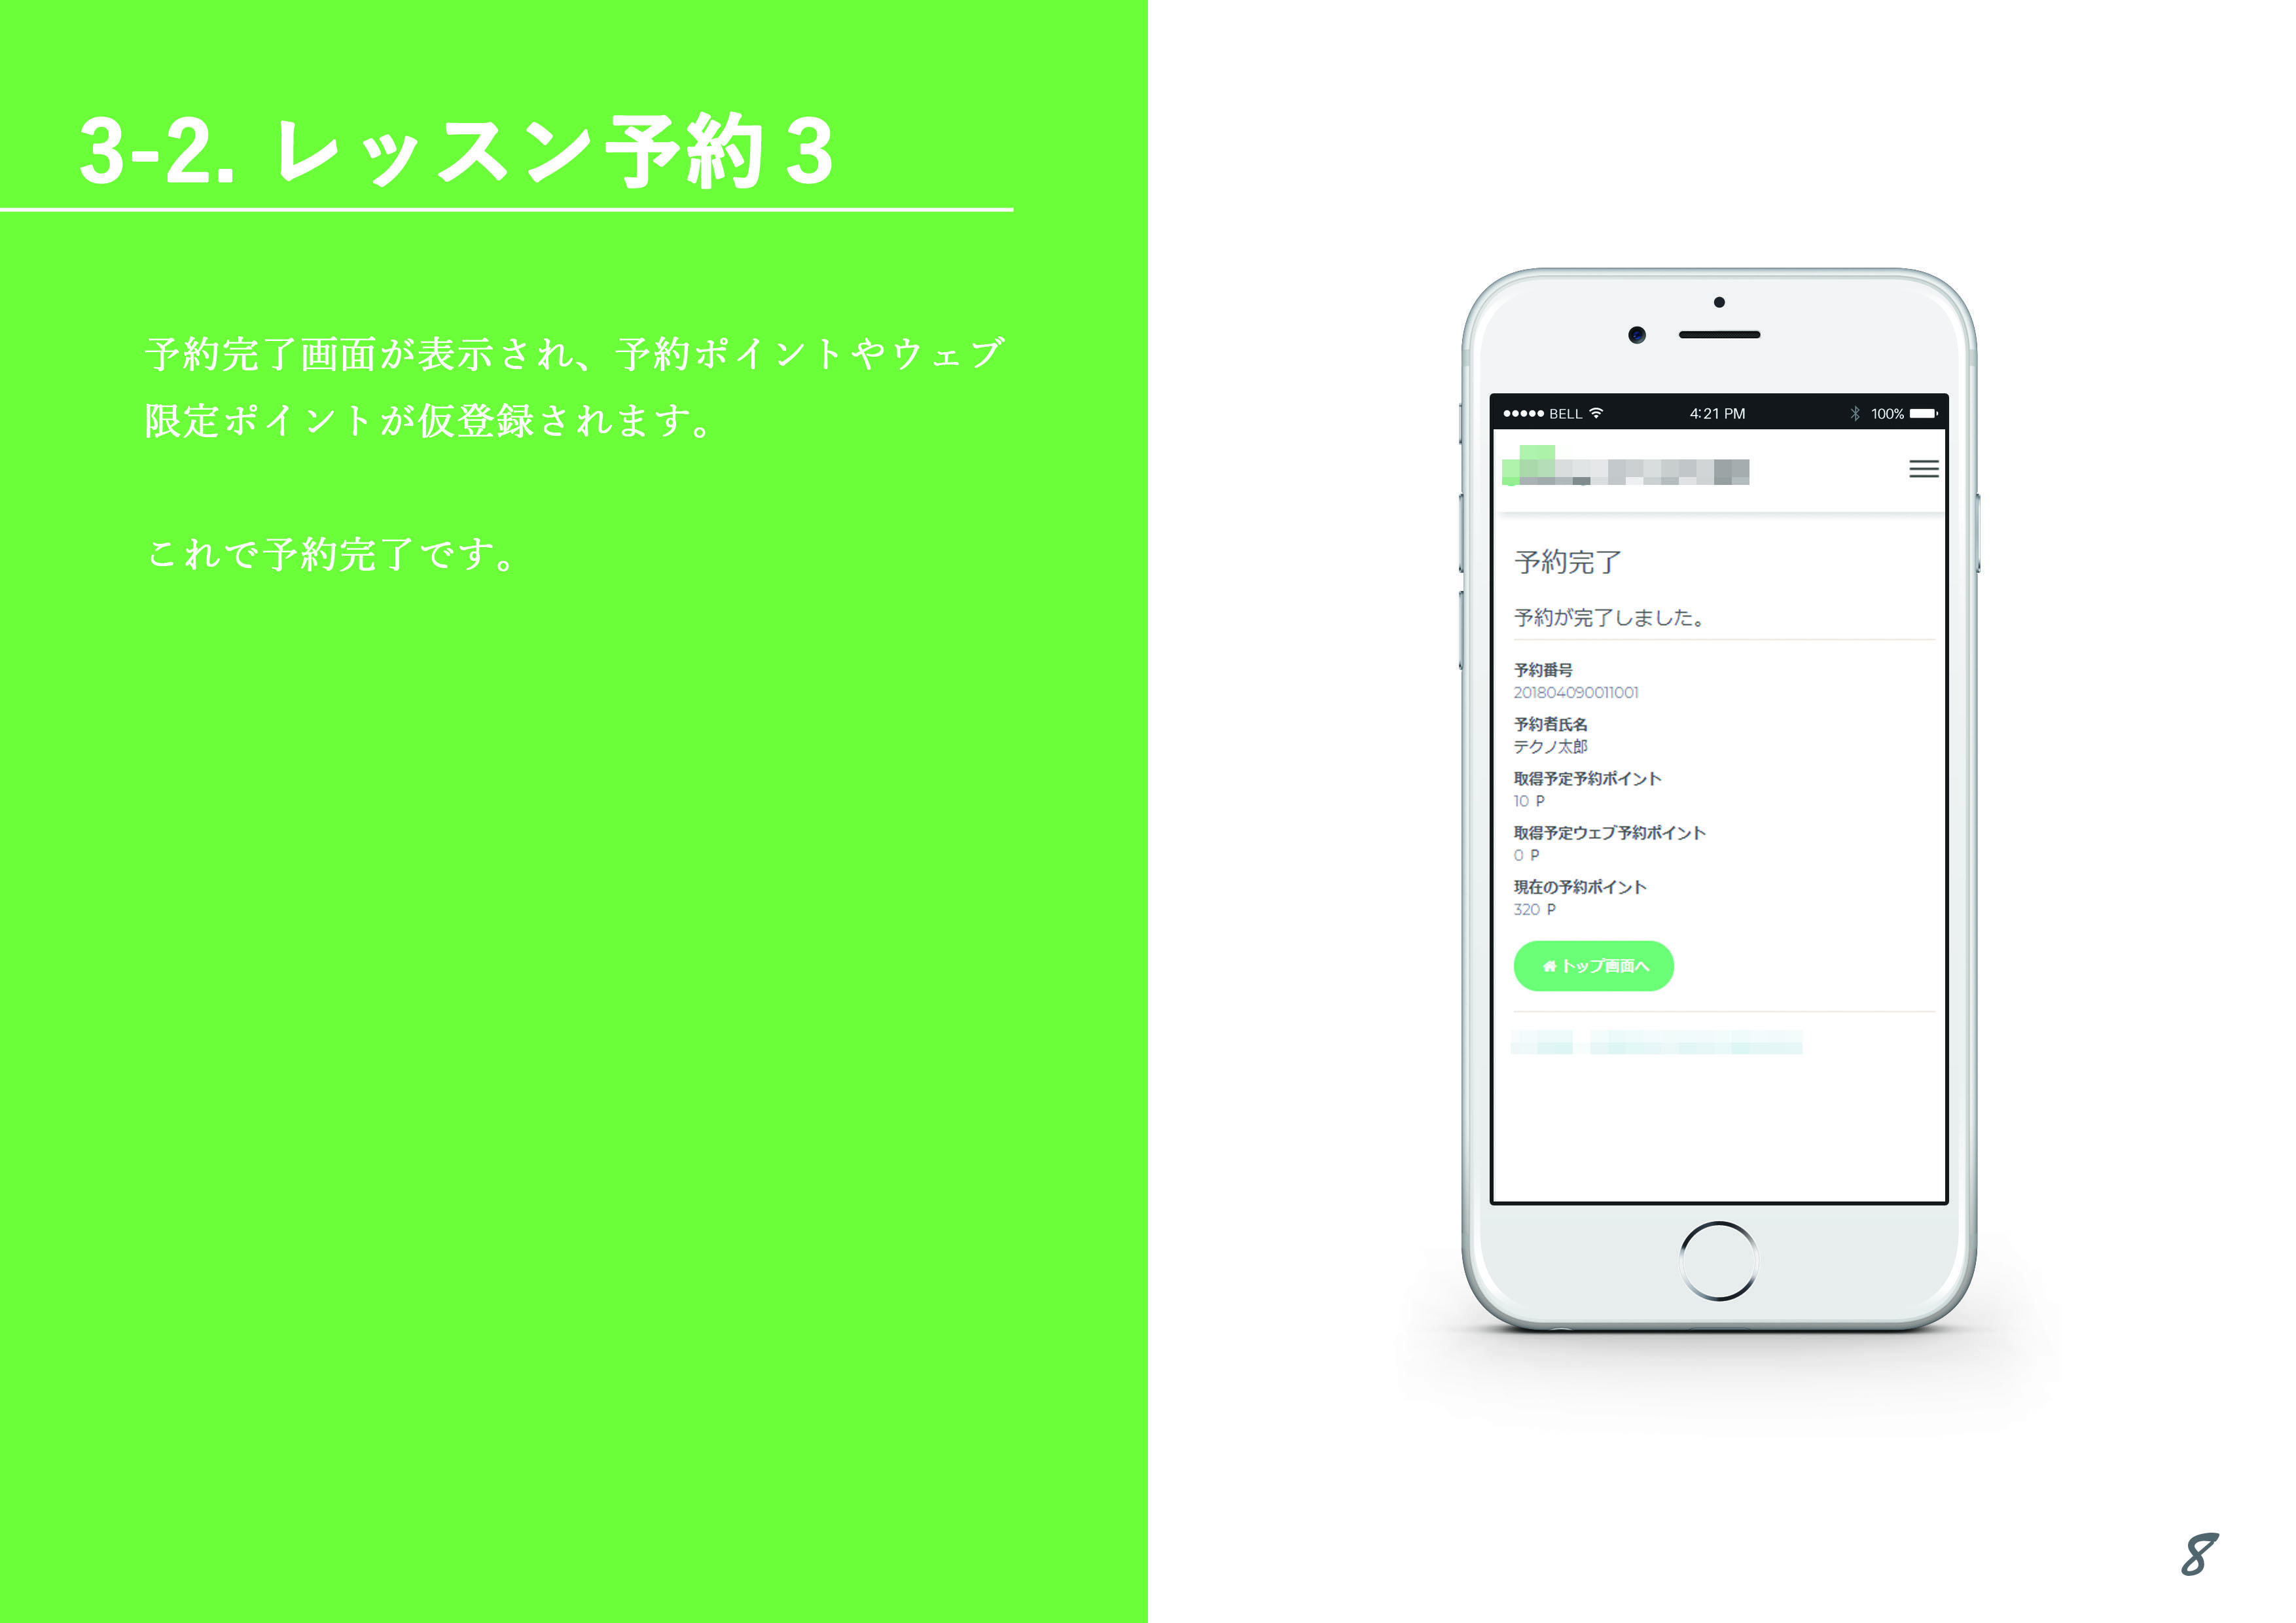 3-2. レッスン予約 3
予約完了画面が表示され、予約ポイントやウェブ
限定ポイントが仮登録されます。
これで予約完了です。
BELL 4:21 PM 100%
予約完了
予約が完了しました。
予約番号
201804090011001
予約者氏名
テクノ太郎
取得予定予約ポイント
10 P
取得予定ウェブ予約ポイント
0 P
現在の予約ポイント
320 P
トップ画面へ
8